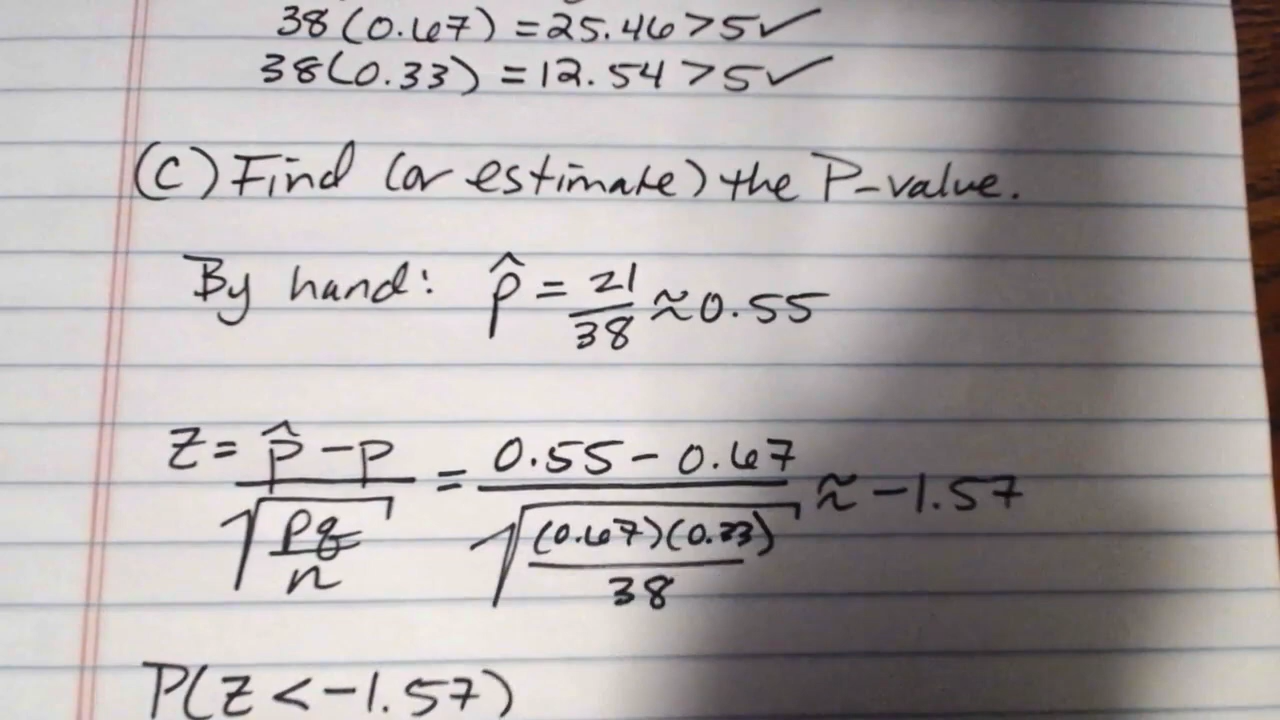 38(0.67) = 25.46 > 5 ✓
38(0.33) = 12.54 > 5 ✓
(c) Find (or estimate) the P-value.
By hand: p̂ = 21/38 ≈ 0.55
z = (p̂ - p)/√(pq/n) = (0.55 - 0.67)/√((0.67)(0.33)/38) ≈ -1.57
P(z < -1.57)